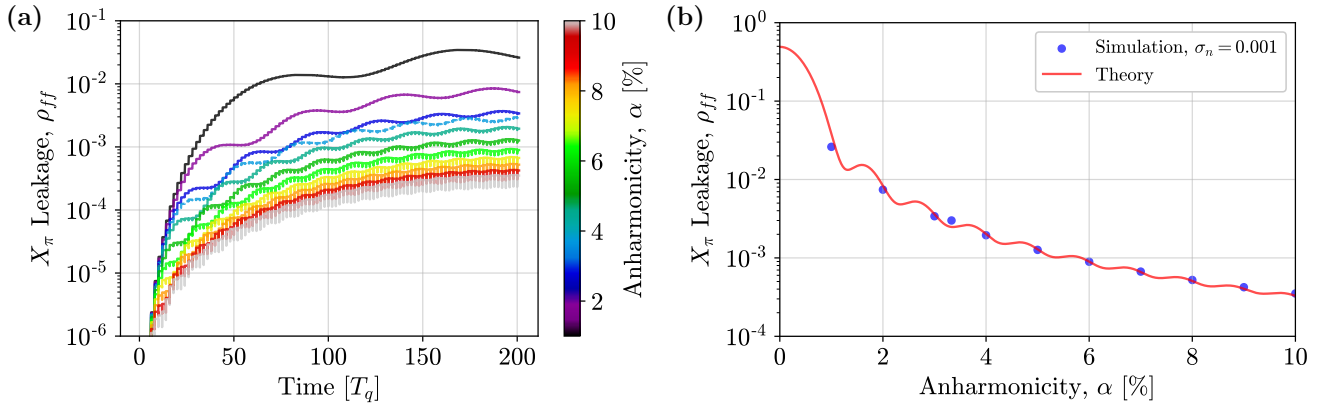 (a)
10⁻¹
10⁻²
10⁻³
10⁻⁴
10⁻⁵
10⁻⁶
X_π Leakage, ρ_ff
0 50 100 150 200
Time [T_q]
10
8
6
4
2
Anharmonicity, α [%]
(b)
10⁰
10⁻¹
10⁻²
10⁻³
10⁻⁴
X_π Leakage, ρ_ff
Simulation, σ_n = 0.001
Theory
0 2 4 6 8 10
Anharmonicity, α [%]